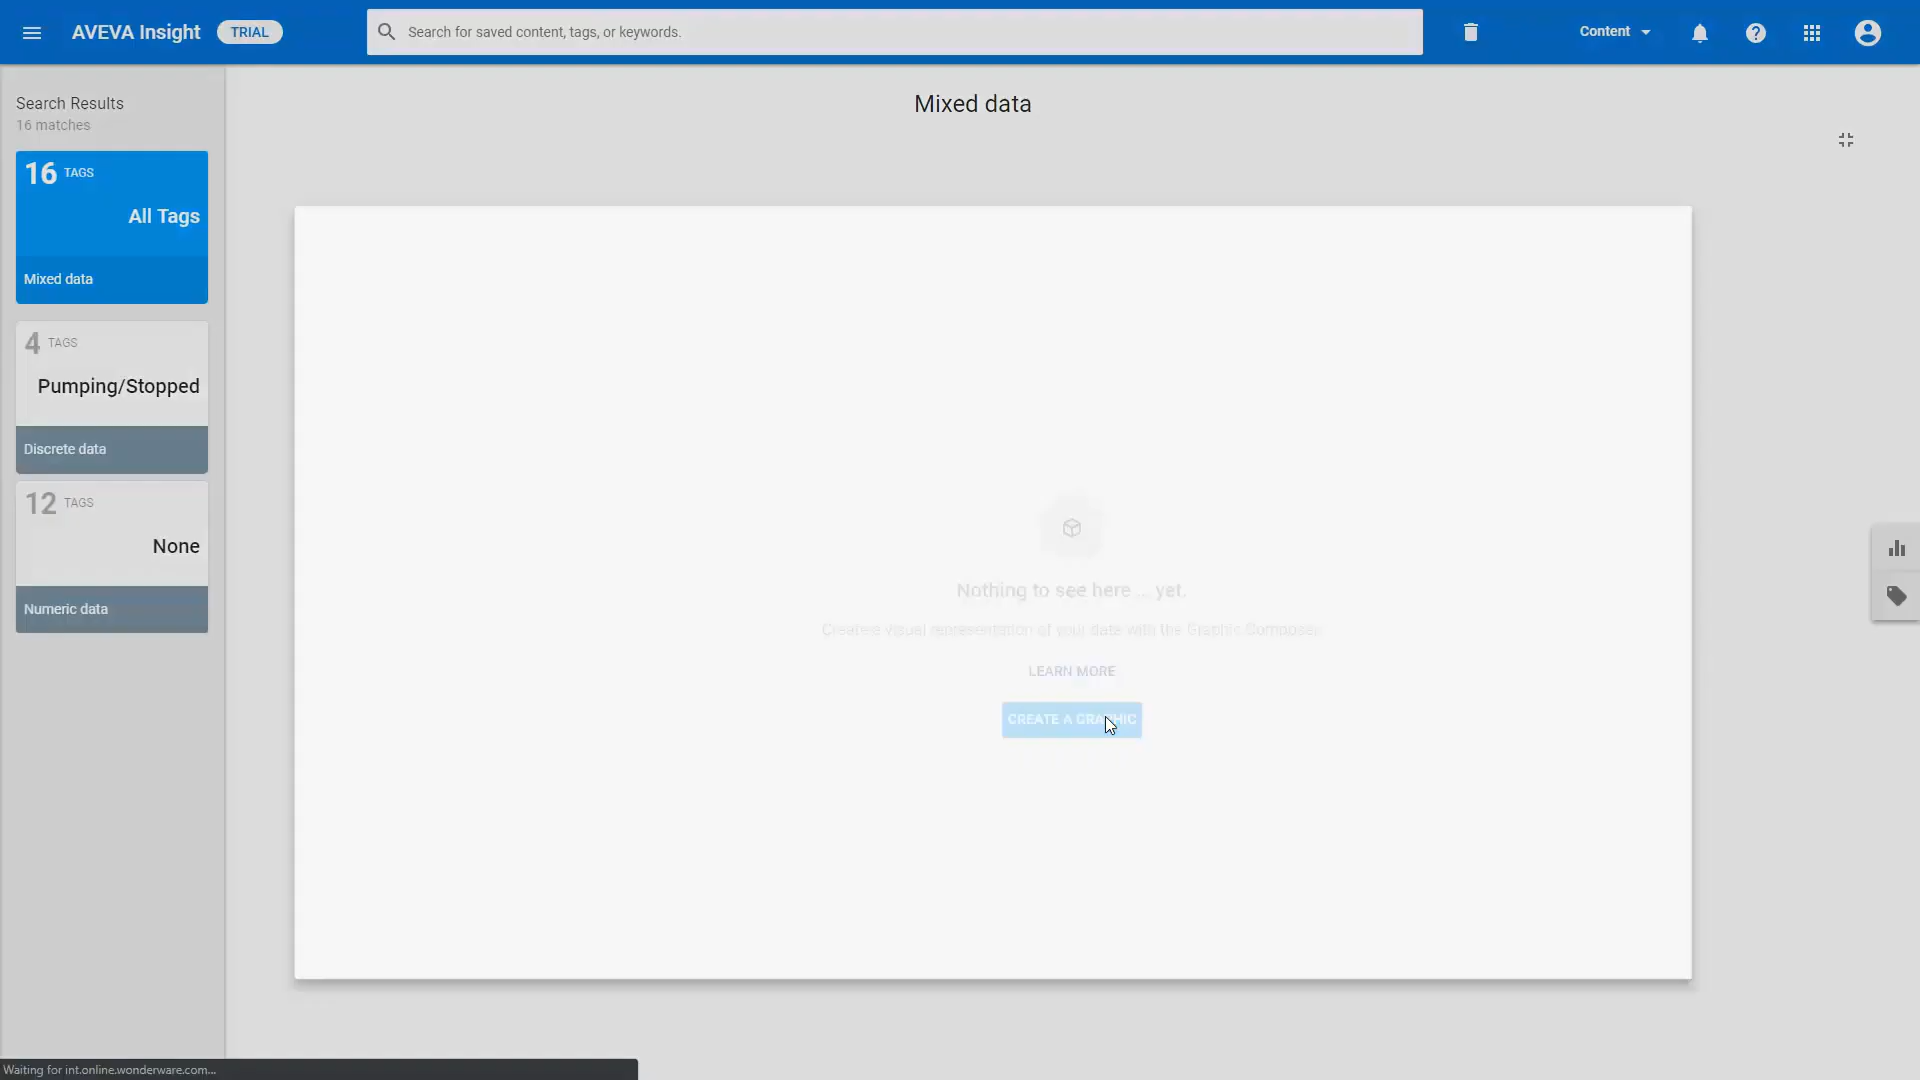 AVEVA Insight TRIAL
Search for saved content, tags, or keywords.
Content
Search Results
16 matches
16 TAGS
All Tags
Mixed data
4 TAGS
Pumping/Stopped
Discrete data
12 TAGS
None
Numeric data
Mixed data
Nothing to see here ... yet.
Create a visual representation of your data with the Graphic Composer.
LEARN MORE
CREATE A GRAPHIC
Waiting for int.online.wonderware.com...